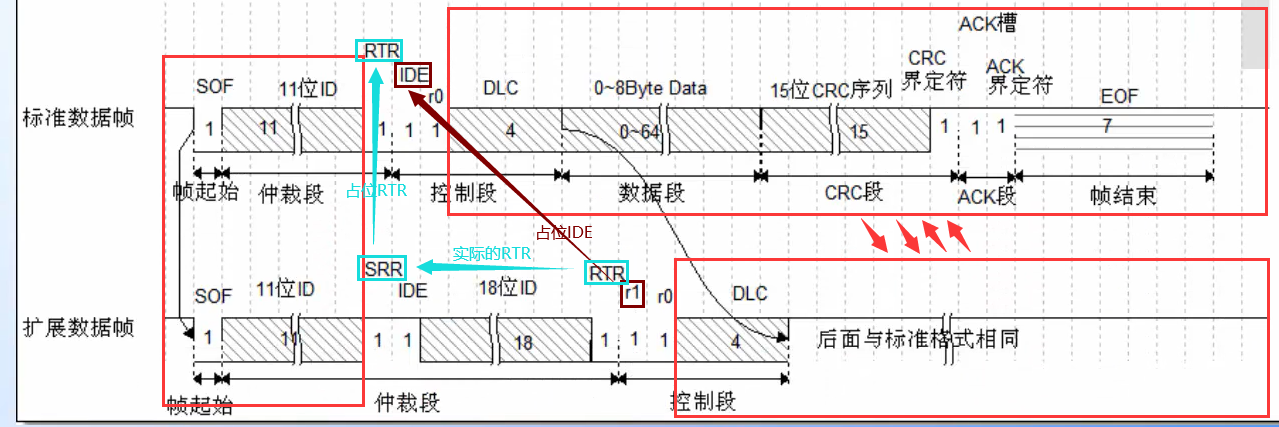 ACK槽
RTR
IDE
r0
SOF
11位ID
DLC
0~8Byte Data
15位CRC序列
CRC
界定符
ACK
界定符
EOF
标准数据帧
1
11
1
1
1
4
0~64
15
1
1
1
7
帧起始
仲裁段
占位RTR
控制段
数据段
CRC段
ACK段
帧结束
占位IDE
实际的RTR
SRR
RTR
SOF
11位ID
IDE
18位ID
r1
r0
DLC
扩展数据帧
1
11
1
1
18
1
1
1
4
后面与标准格式相同
帧起始
仲裁段
控制段